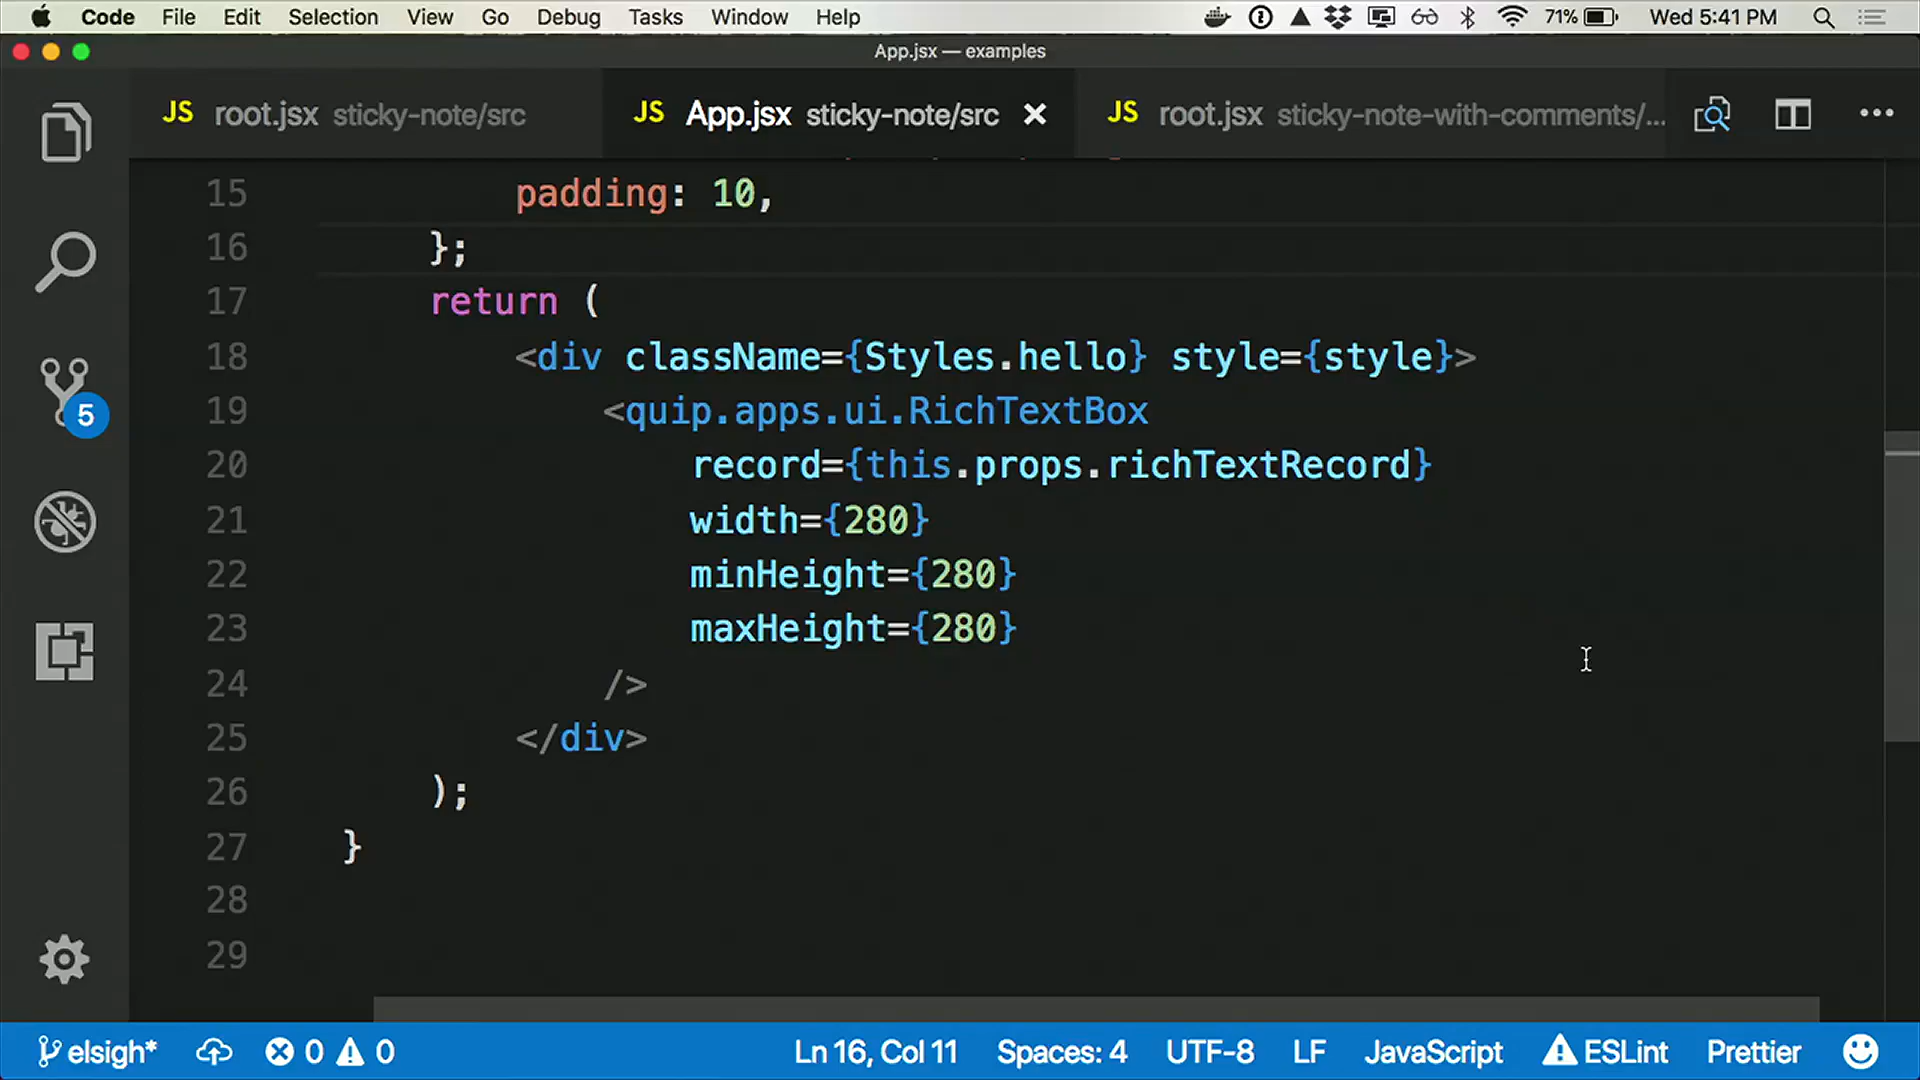 Code File Edit Selection View Go Debug Tasks Window Help 71% Wed 5:41 PM
App.jsx — examples
JS root.jsx sticky-note/src JS App.jsx sticky-note/src JS root.jsx sticky-note-with-comments/... •••
15 padding: 10,
16 };
17 return (
18 <div className={Styles.hello} style={style}>
19 <quip.apps.ui.RichTextBox
20 record={this.props.richTextRecord}
21 width={280}
22 minHeight={280}
23 maxHeight={280}
24 />
25 </div>
26 );
27 }
28
29
5
elsigh* 0 0 Ln 16, Col 11 Spaces: 4 UTF-8 LF JavaScript ESLint Prettier